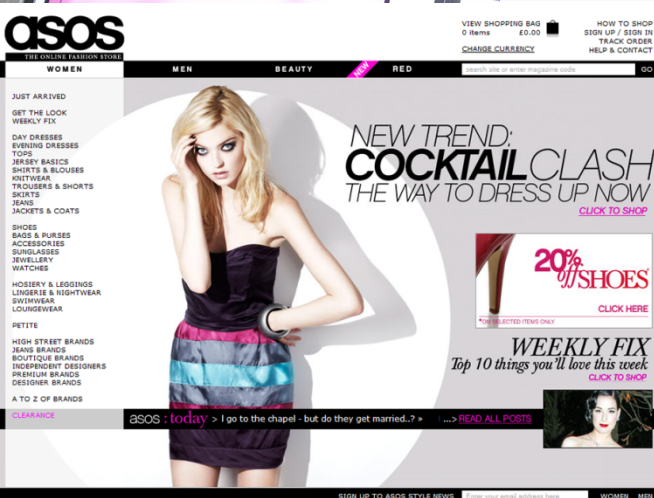 asos
THE ONLINE FASHION STORE
VIEW SHOPPING BAG
0 items £0.00
CHANGE CURRENCY
HOW TO SHOP
SIGN UP / SIGN IN
TRACK ORDER
HELP & CONTACT
WOMEN
MEN
BEAUTY
NEW
RED
search site or enter magazine code
GO
JUST ARRIVED
GET THE LOOK
WEEKLY FIX
DAY DRESSES
EVENING DRESSES
TOPS
JERSEY BASICS
SHIRTS & BLOUSES
KNITWEAR
TROUSERS & SHORTS
SKIRTS
JEANS
JACKETS & COATS
SHOES
BAGS & PURSES
ACCESSORIES
SUNGLASSES
JEWELLERY
WATCHES
HOSIERY & LEGGINGS
LINGERIE & NIGHTWEAR
SWIMWEAR
LOUNGEWEAR
PETITE
HIGH STREET BRANDS
JEANS BRANDS
BOUTIQUE BRANDS
INDEPENDENT DESIGNERS
PREMIUM BRANDS
DESIGNER BRANDS
A TO Z OF BRANDS
CLEARANCE
NEW TREND:
COCKTAIL CLASH
THE WAY TO DRESS UP NOW
CLICK TO SHOP
20% off SHOES
CLICK HERE
*ON SELECTED ITEMS ONLY
WEEKLY FIX
Top 10 things you'll love this week
CLICK TO SHOP
asos : today > I go to the chapel - but do they get married..? » ...> READ ALL POSTS
SIGN UP TO ASOS STYLE NEWS
Enter your email address here
WOMEN MEN